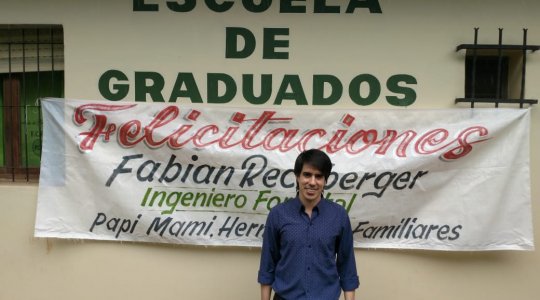 ESCUELA
DE
GRADUADOS
Felicitaciones
Fabian
Ingeniero
Papi Mami, Familiares